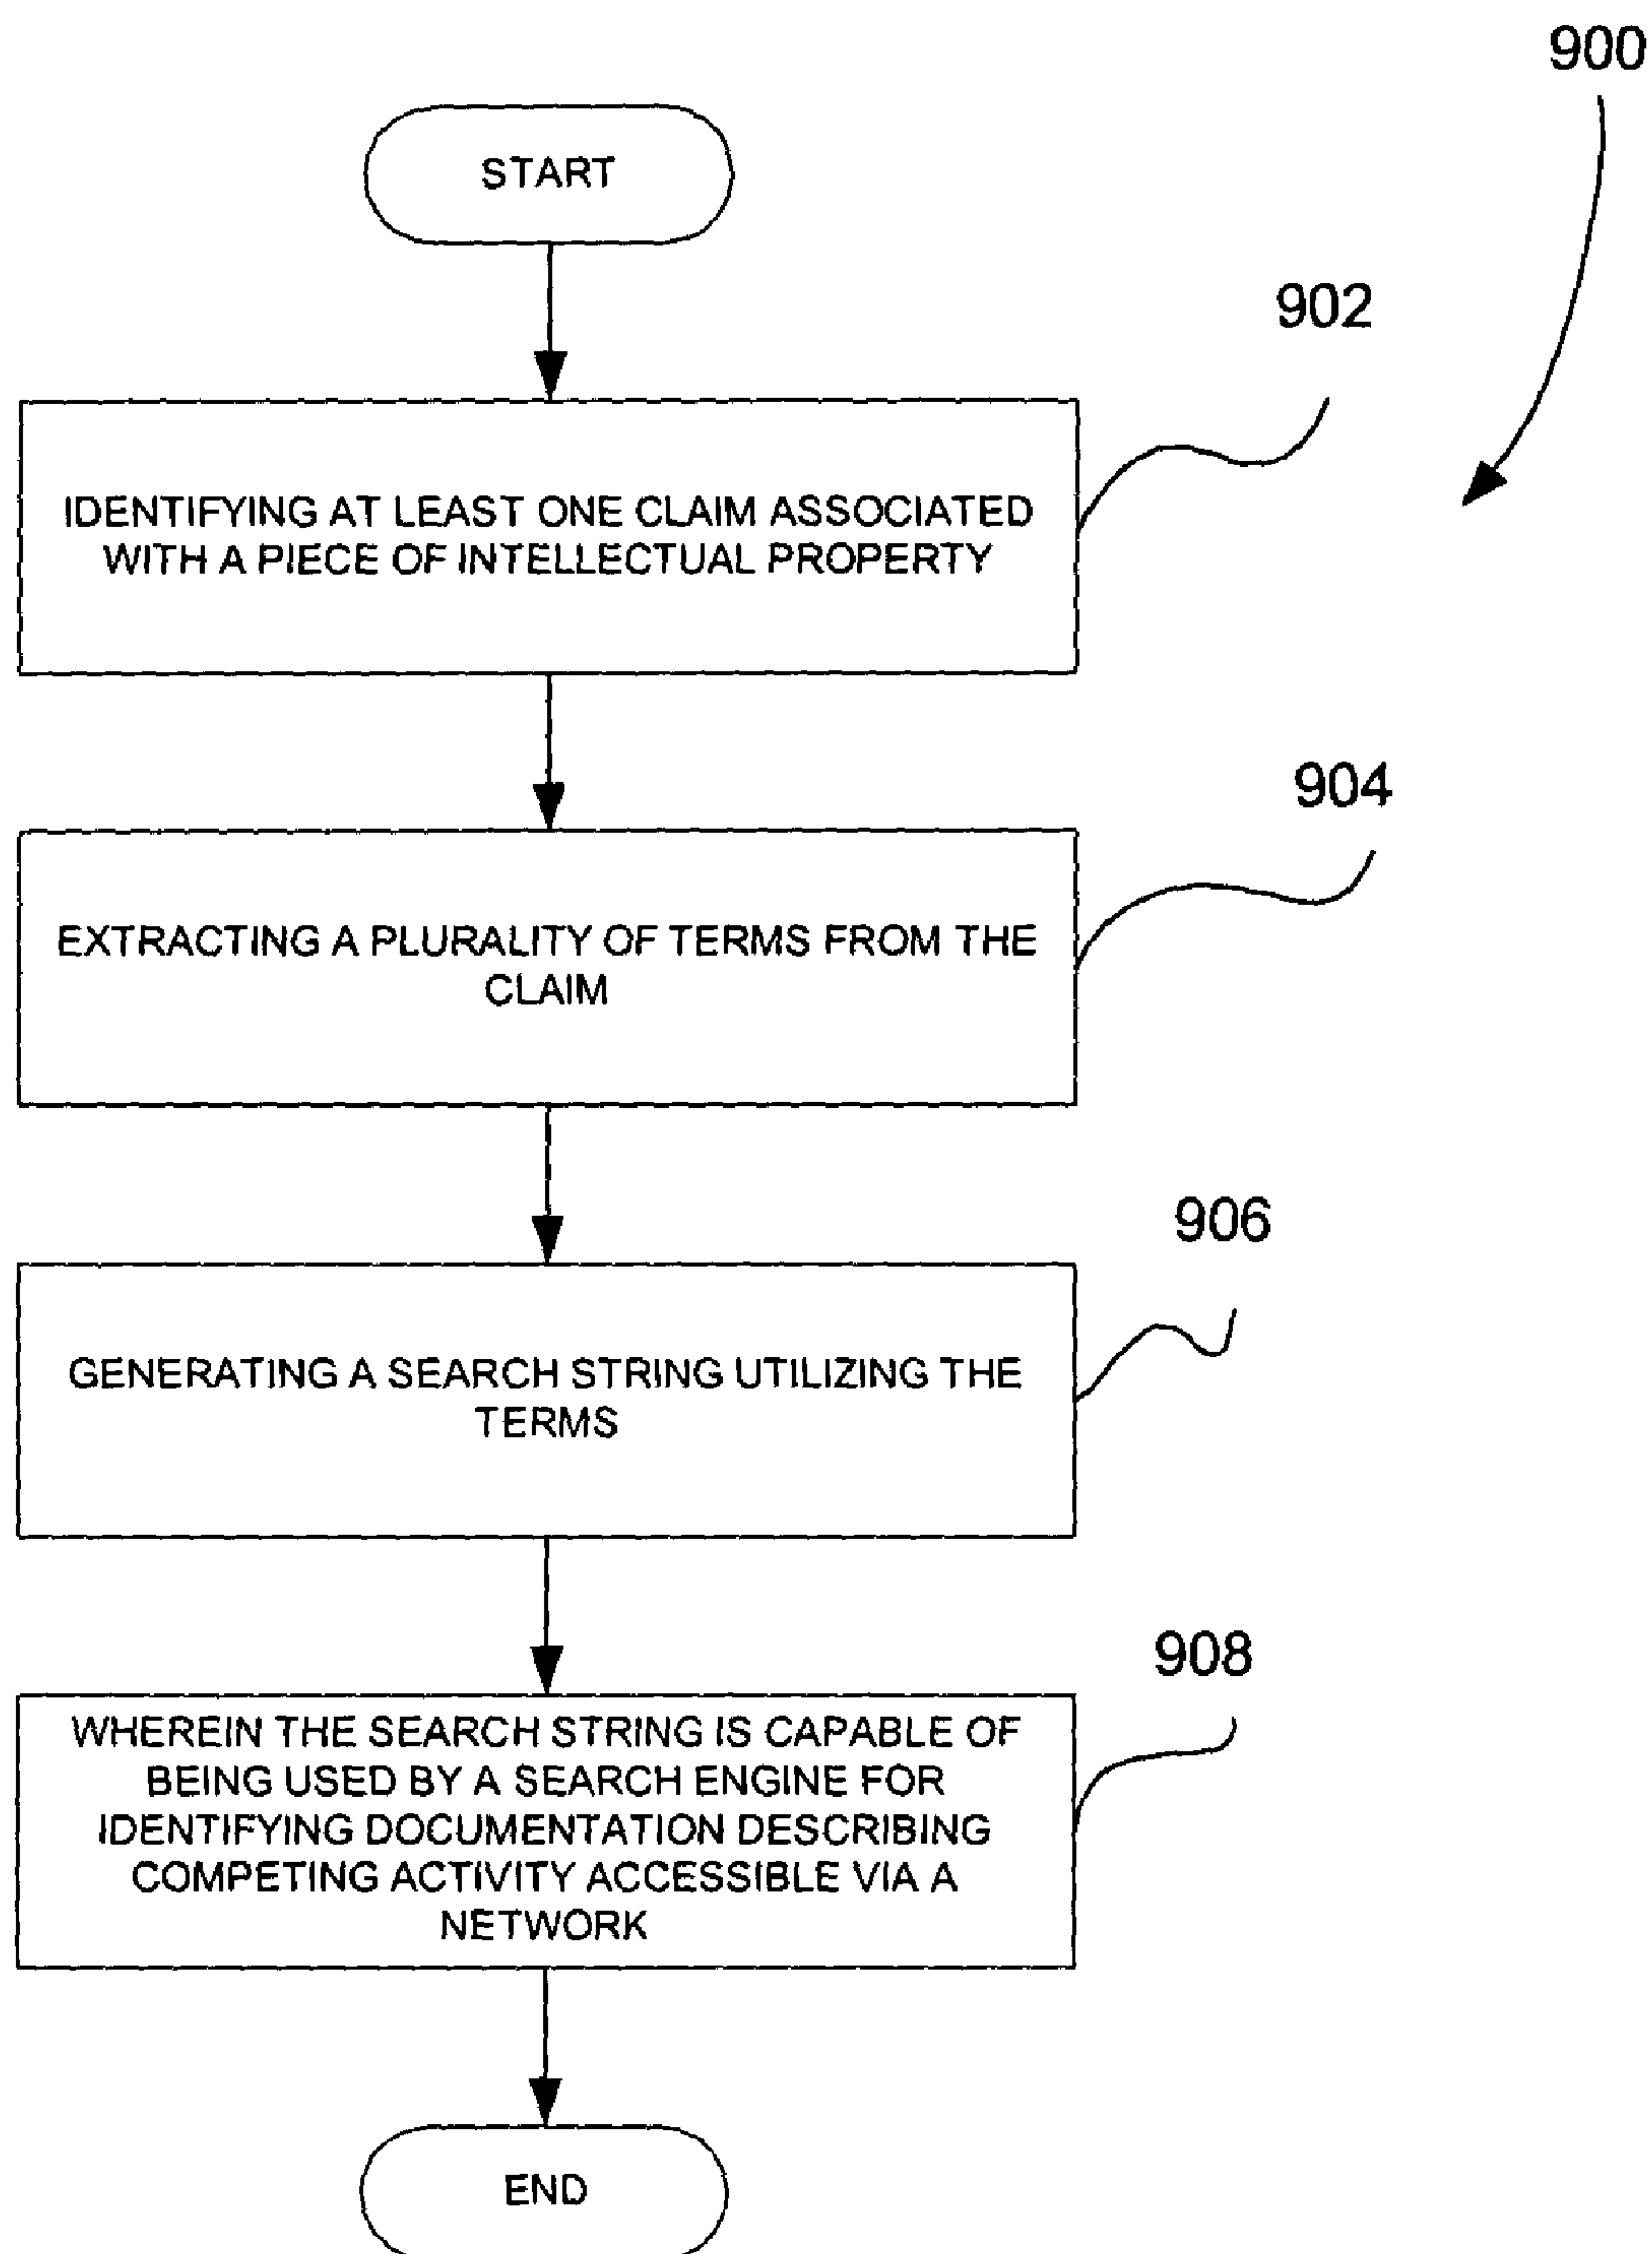 900
START
902
IDENTIFYING AT LEAST ONE CLAIM ASSOCIATED
WITH A PIECE OF INTELLECTUAL PROPERTY
904
EXTRACTING A PLURALITY OF TERMS FROM THE
CLAIM
906
GENERATING A SEARCH STRING UTILIZING THE
TERMS
908
WHEREIN THE SEARCH STRING IS CAPABLE OF
BEING USED BY A SEARCH ENGINE FOR
IDENTIFYING DOCUMENTATION DESCRIBING
COMPETING ACTIVITY ACCESSIBLE VIA A
NETWORK
END